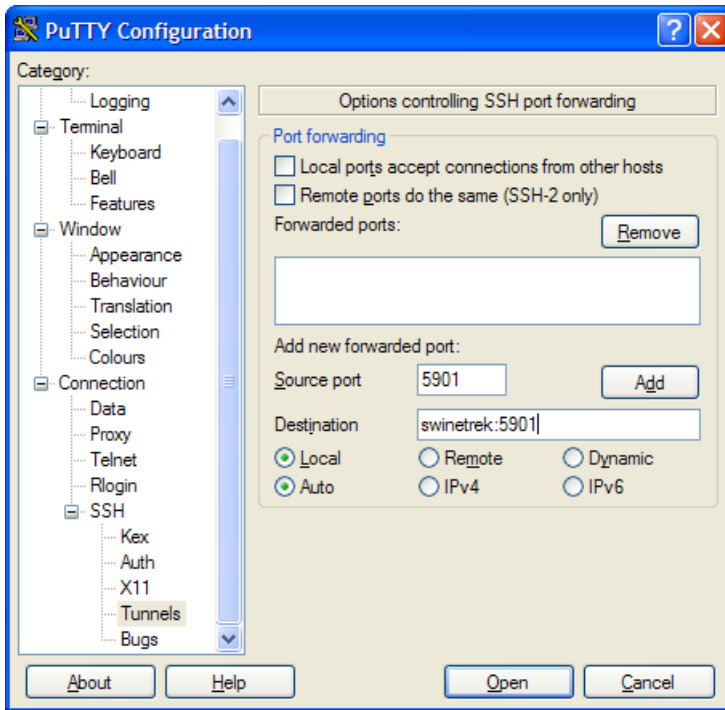 PuTTY Configuration
Category:
Logging
Terminal
Keyboard
Bell
Features
Window
Appearance
Behaviour
Translation
Selection
Colours
Connection
Data
Proxy
Telnet
Rlogin
SSH
Kex
Auth
X11
Tunnels
Bugs
Options controlling SSH port forwarding
Port forwarding
Local ports accept connections from other hosts
Remote ports do the same (SSH-2 only)
Forwarded ports:
Remove
Add new forwarded port:
Source port 5901 Add
Destination swinetrek:5901
Local Remote Dynamic
Auto IPv4 IPv6
About Help Open Cancel